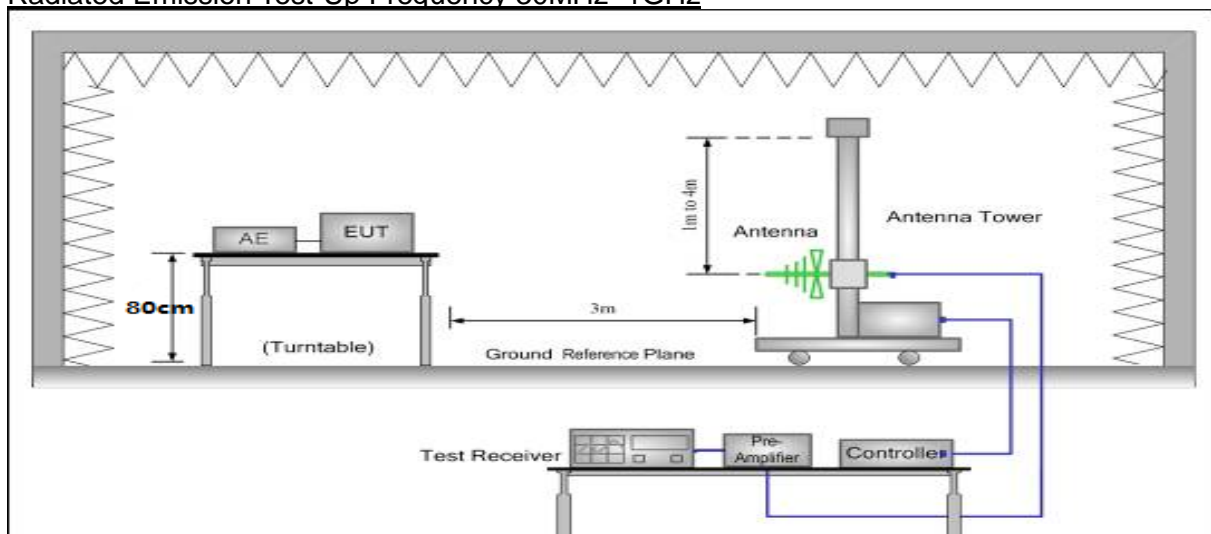 Radiated Emission Test-Up Frequency 30MHz~1GHz
1m to 4m
Antenna Tower
Antenna
AE
EUT
80cm
3m
(Turntable)
Ground Reference Plane
Test Receiver
Pre-
Amplifier
Controller